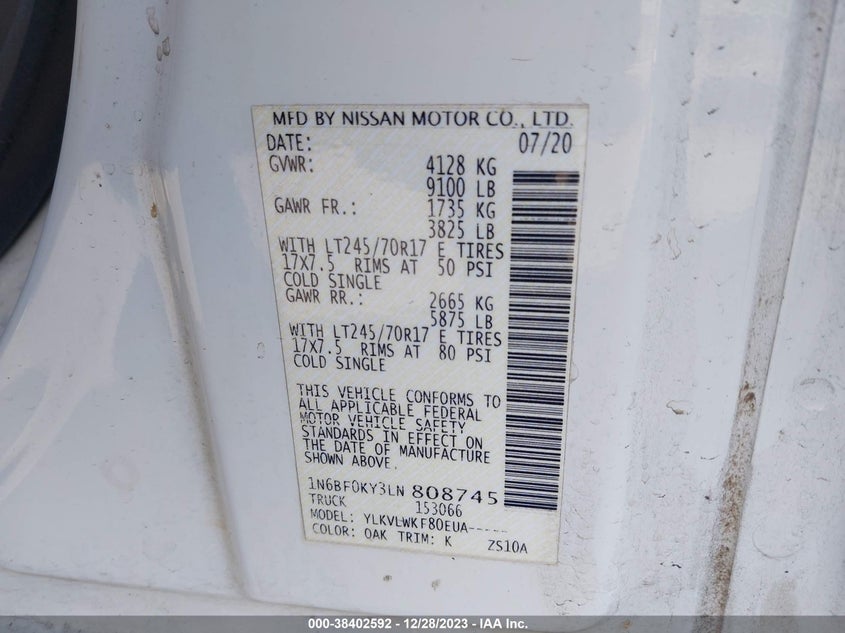 MFD BY NISSAN MOTOR CO., LTD.
DATE: 07/20
GVWR: 4128 KG
9100 LB
GAWR FR.: 1735 KG
3825 LB
WITH LT245/70R17 E TIRES
17X7.5 RIMS AT 50 PSI
COLD SINGLE
GAWR RR.: 2665 KG
5875 LB
WITH LT245/70R17 E TIRES
17X7.5 RIMS AT 80 PSI
COLD SINGLE
THIS VEHICLE CONFORMS TO
ALL APPLICABLE FEDERAL
MOTOR VEHICLE SAFETY
STANDARDS IN EFFECT ON
THE DATE OF MANUFACTURE
SHOWN ABOVE.
1N6BF0KY3LN808745
TRUCK 153066
MODEL: YLKVLWKF80EUA-----
COLOR: OAK TRIM: K ZS10A
000-38402592 - 12/28/2023 - IAA Inc.